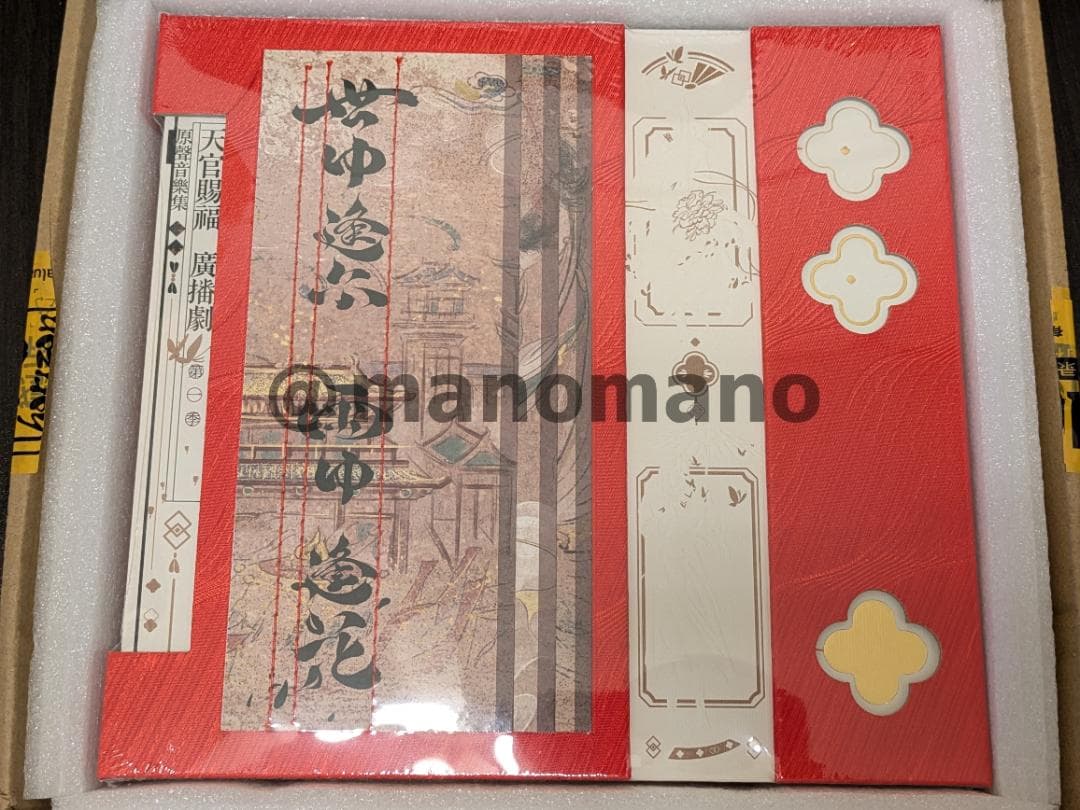 天官賜福 廣播劇
第一季
原聲音樂集
世中逢尔
雨中逢花
@manomano